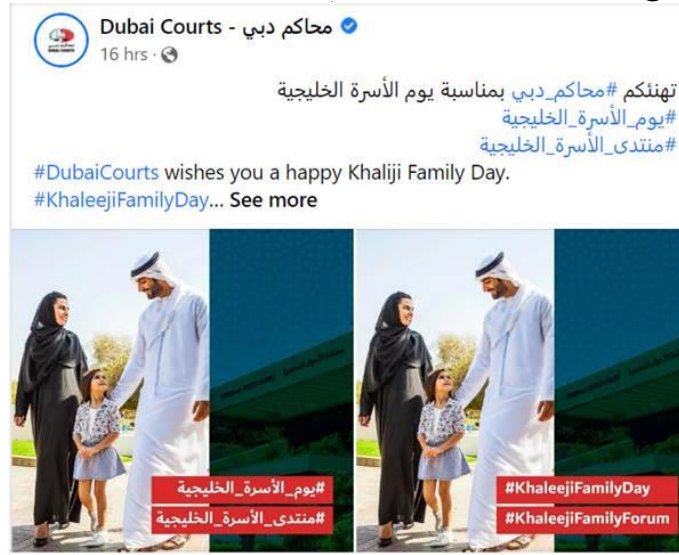 محاكم دبي - Dubai Courts
16 hrs ·
تهنئكم #محاكم_دبي بمناسبة يوم الأسرة الخليجية
#يوم_الأسرة_الخليجية
#منتدى_الأسرة_الخليجية
#DubaiCourts wishes you a happy Khaliji Family Day.
#KhaleejiFamilyDay... See more
#يوم_الأسرة_الخليجية
#منتدى_الأسرة_الخليجية
#KhaleejiFamilyDay
#KhaleejiFamilyForum